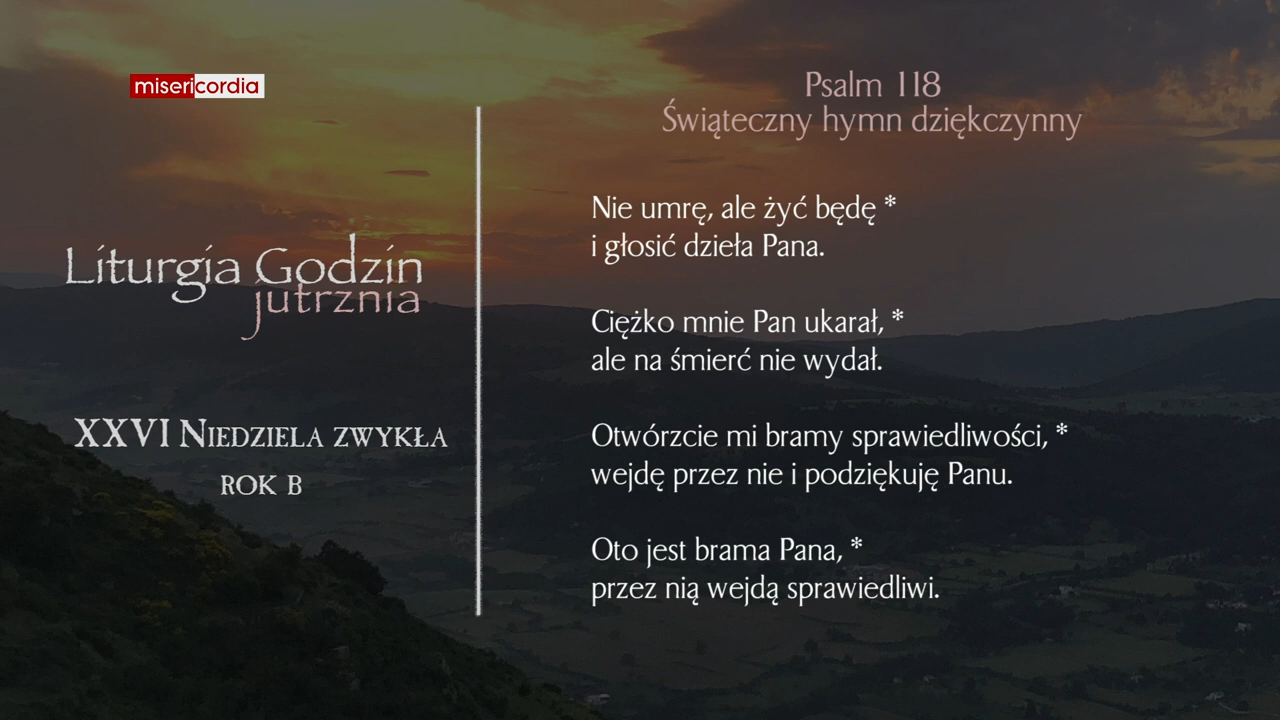 misericordia
Liturgia Godzin
jutrznia
XXVI Niedziela zwykła
rok B
Psalm 118
Świąteczny hymn dziękczynny
Nie umrę, ale żyć będę *
i głosić dzieła Pana.
Ciężko mnie Pan ukarał, *
ale na śmierć nie wydał.
Otwórzcie mi bramy sprawiedliwości, *
wejdę przez nie i podziękuję Panu.
Oto jest brama Pana, *
przez nią wejdą sprawiedliwi.